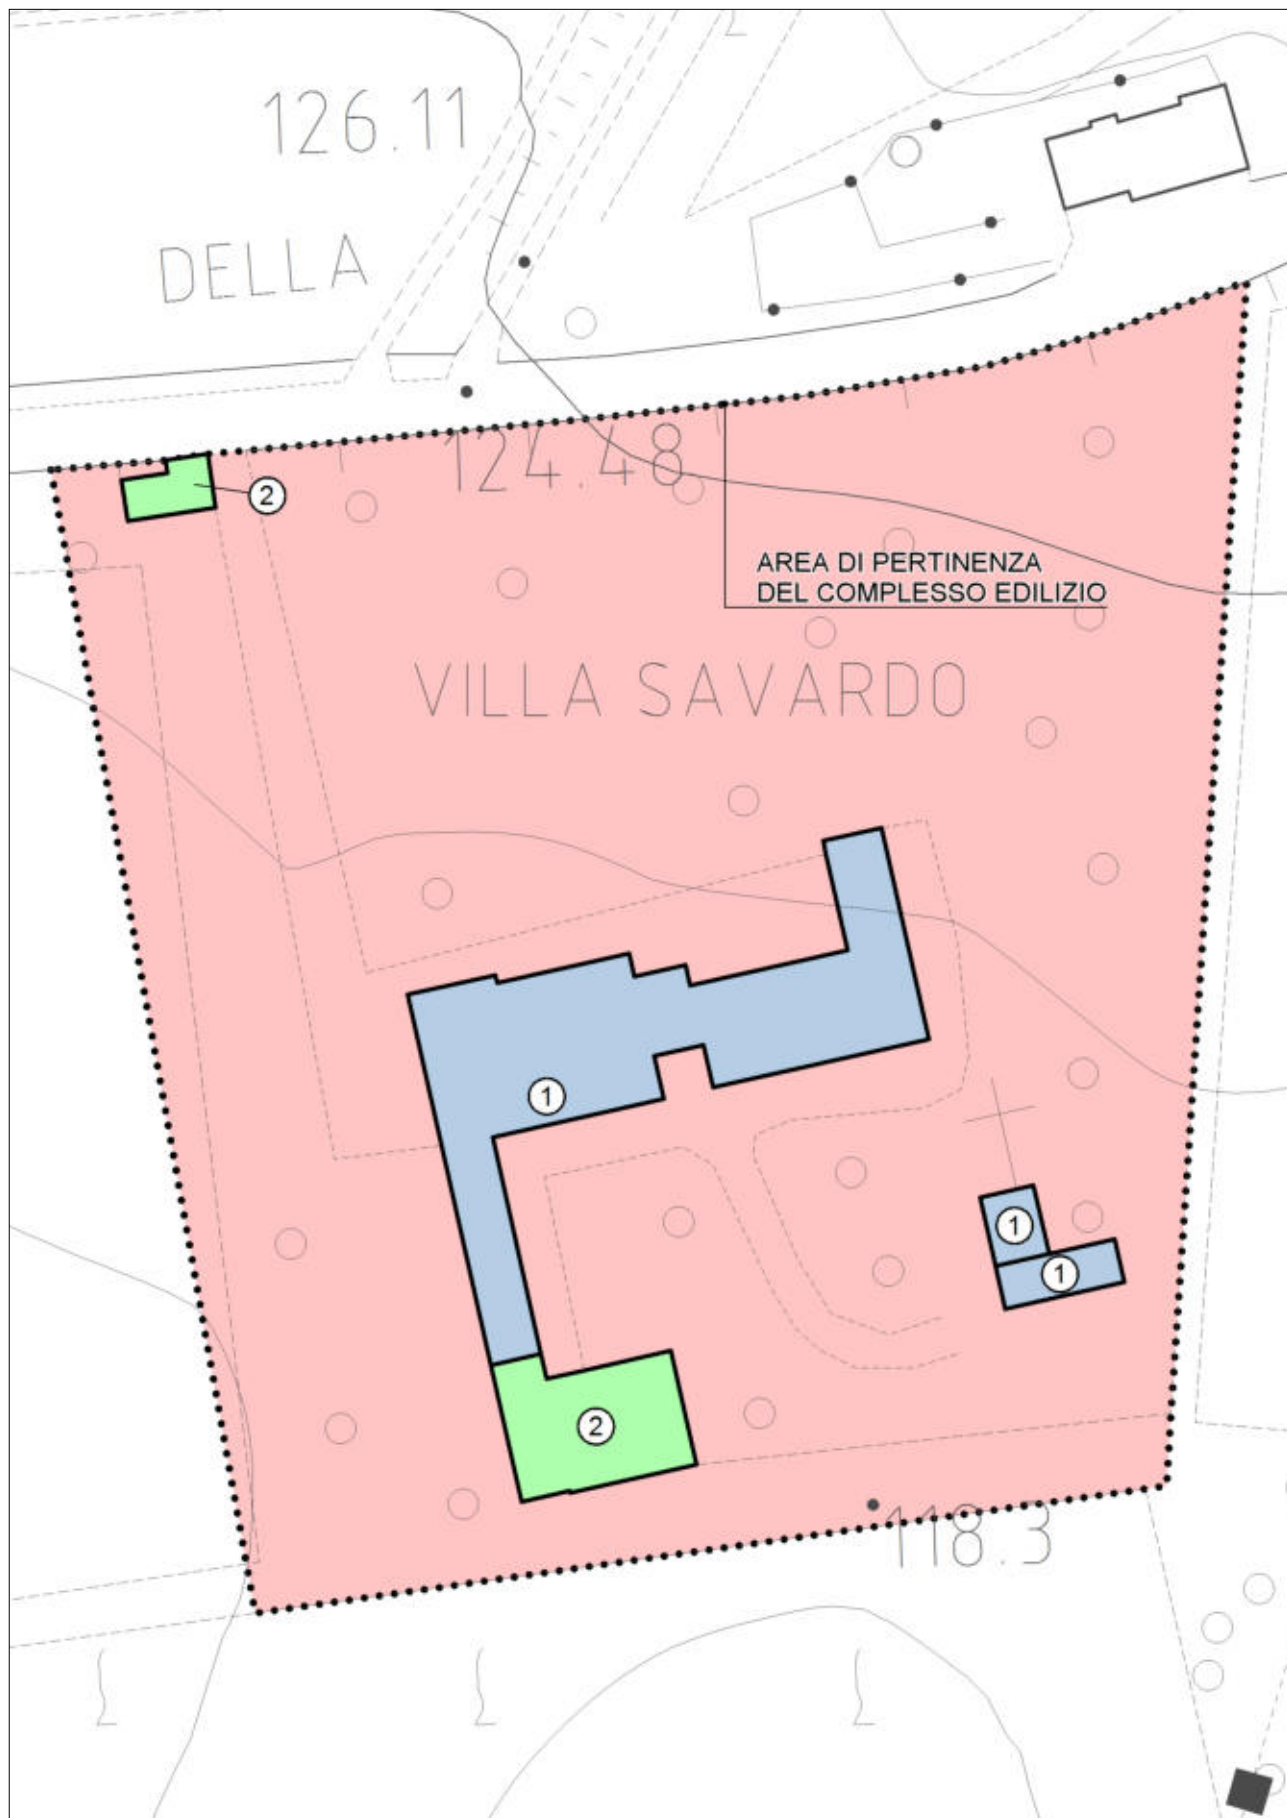 126.11
DELLA
124.48
2
AREA DI PERTINENZA
DEL COMPLESSO EDILIZIO
VILLA SAVARDO
1
1
1
2
118.3